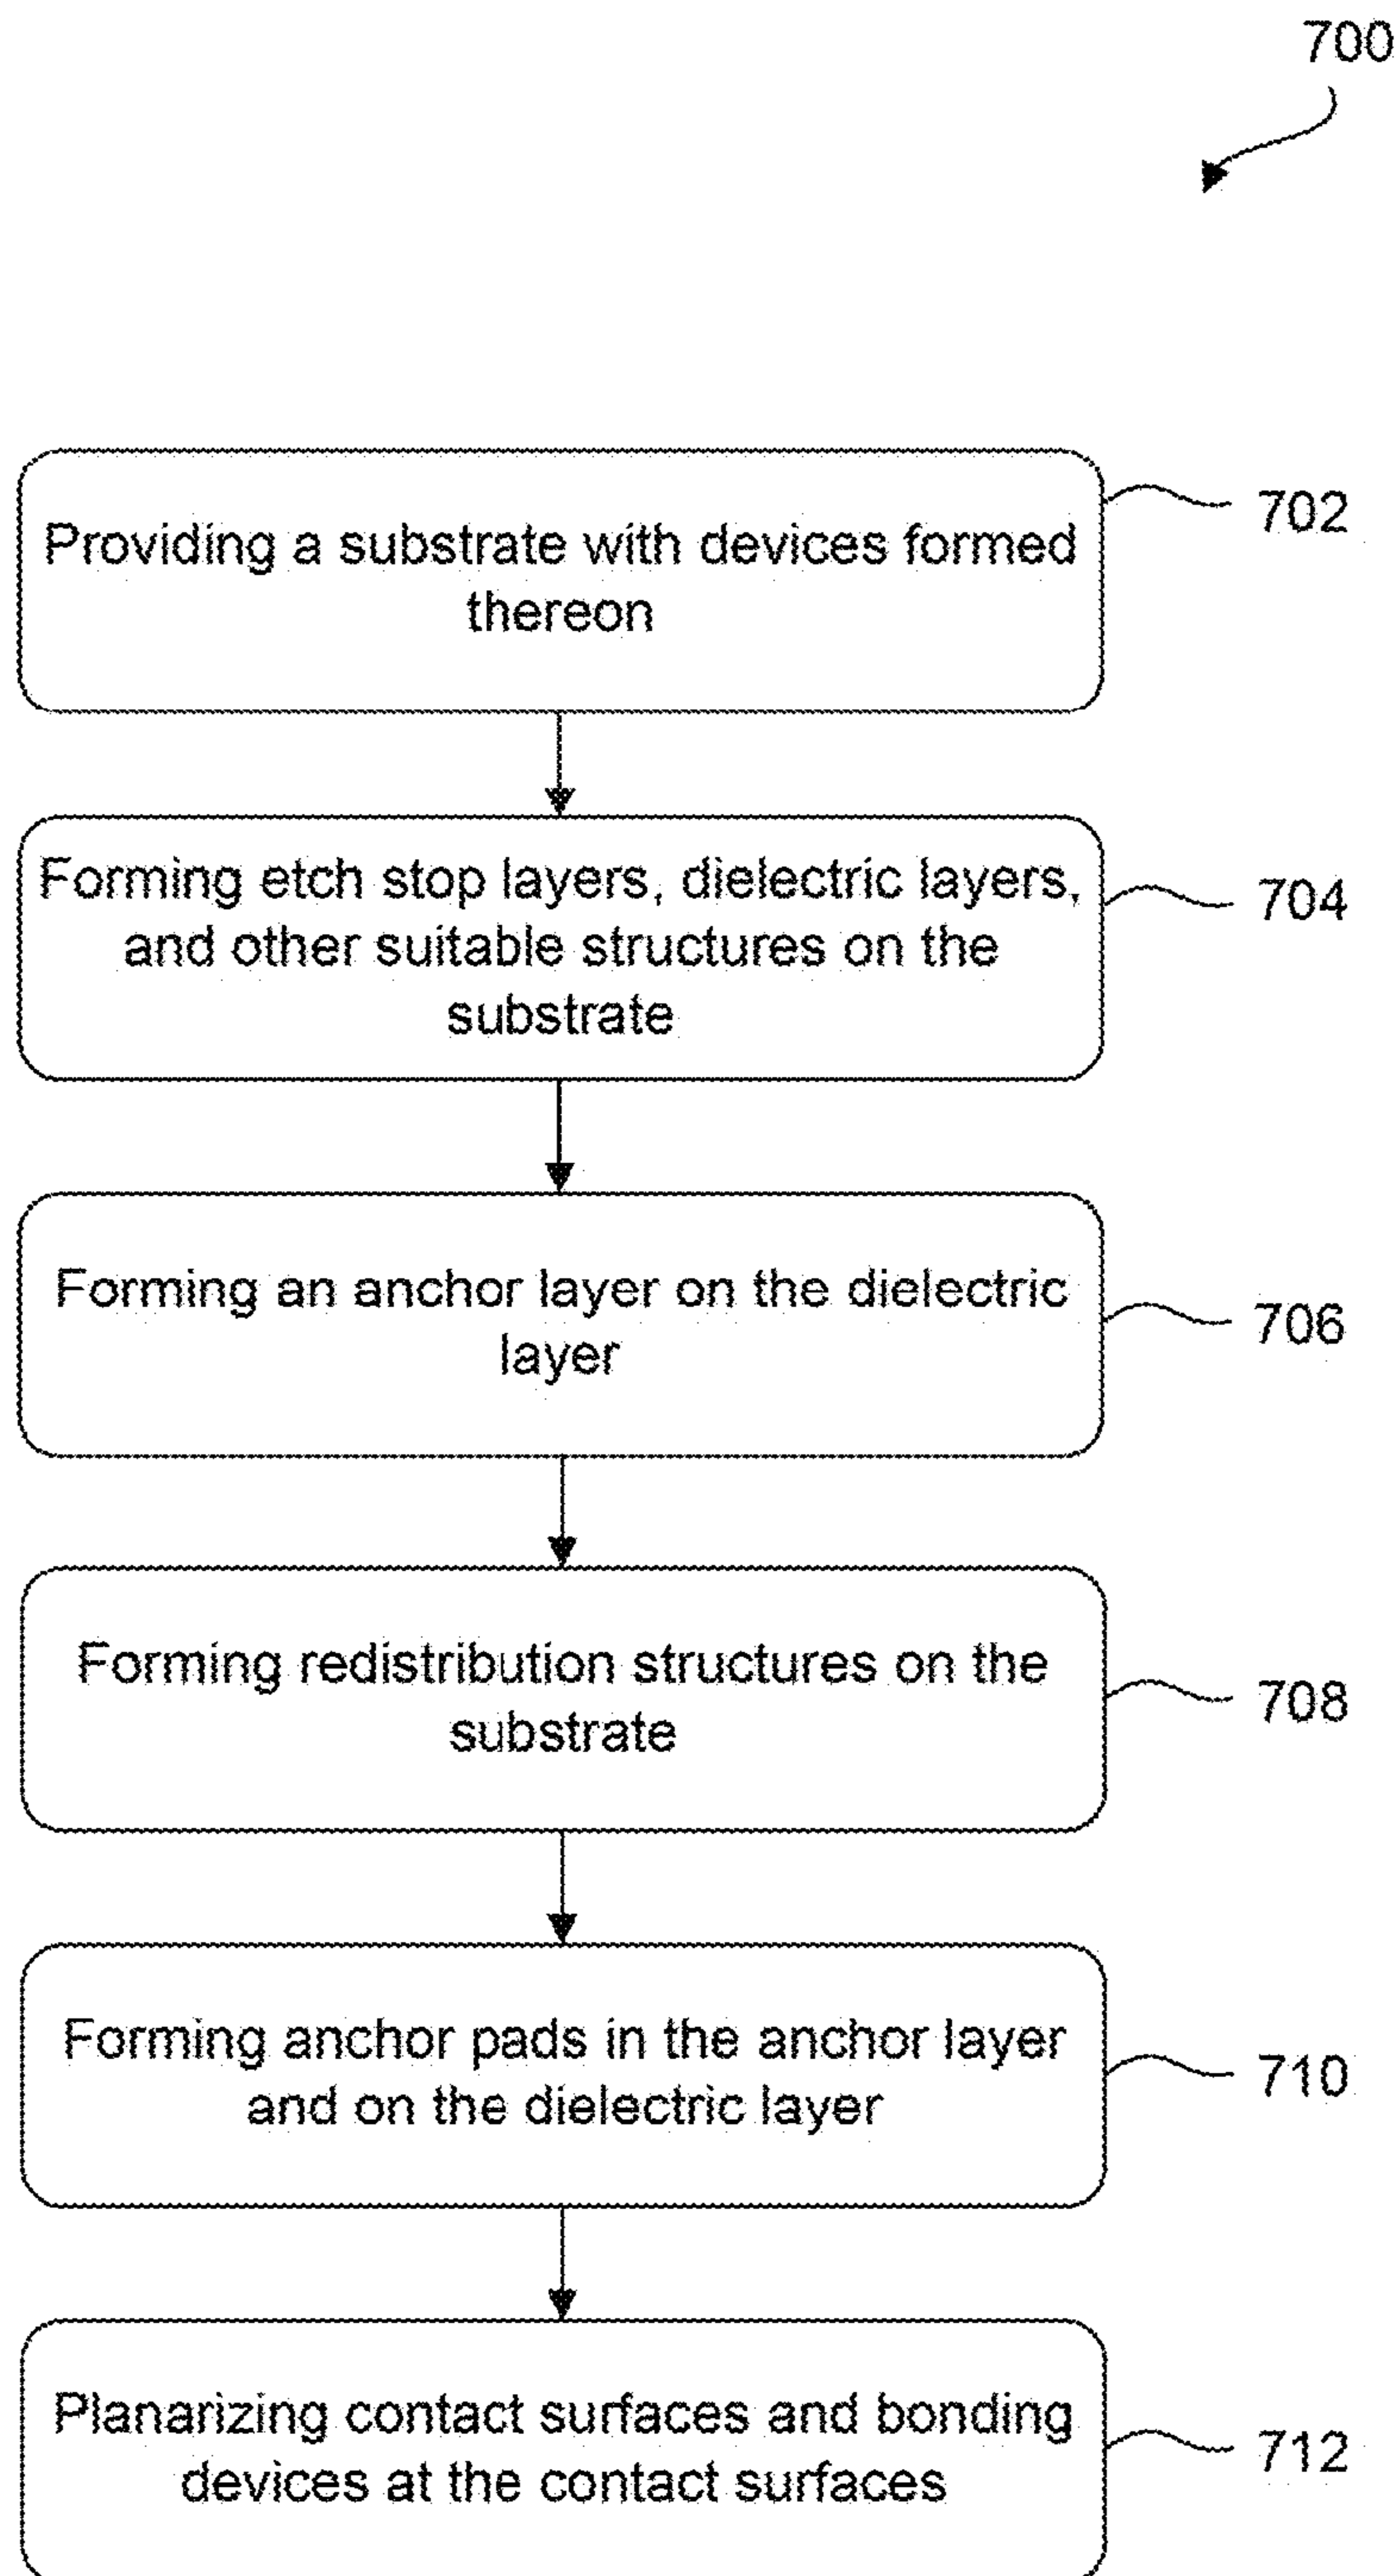 700
Providing a substrate with devices formed
thereon
702
Forming etch stop layers, dielectric layers,
and other suitable structures on the
substrate
704
Forming an anchor layer on the dielectric
layer
706
Forming redistribution structures on the
substrate
708
Forming anchor pads in the anchor layer
and on the dielectric layer
710
Planarizing contact surfaces and bonding
devices at the contact surfaces
712